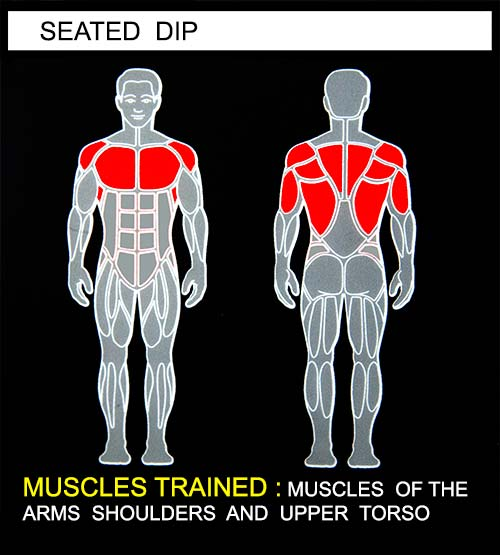 SEATED DIP
MUSCLES TRAINED : MUSCLES OF THE
ARMS SHOULDERS AND UPPER TORSO